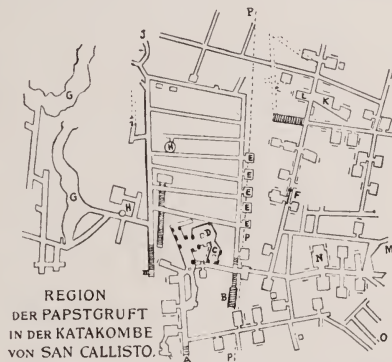 P.
J
G
L
K
H
E
E
G
H
E
F
E
E
P
D
C
N
M
B
O
A
P.
REGION
DER PAPSTGRUFT
IN DER KATAKOMBE
VON SAN CALLISTO.